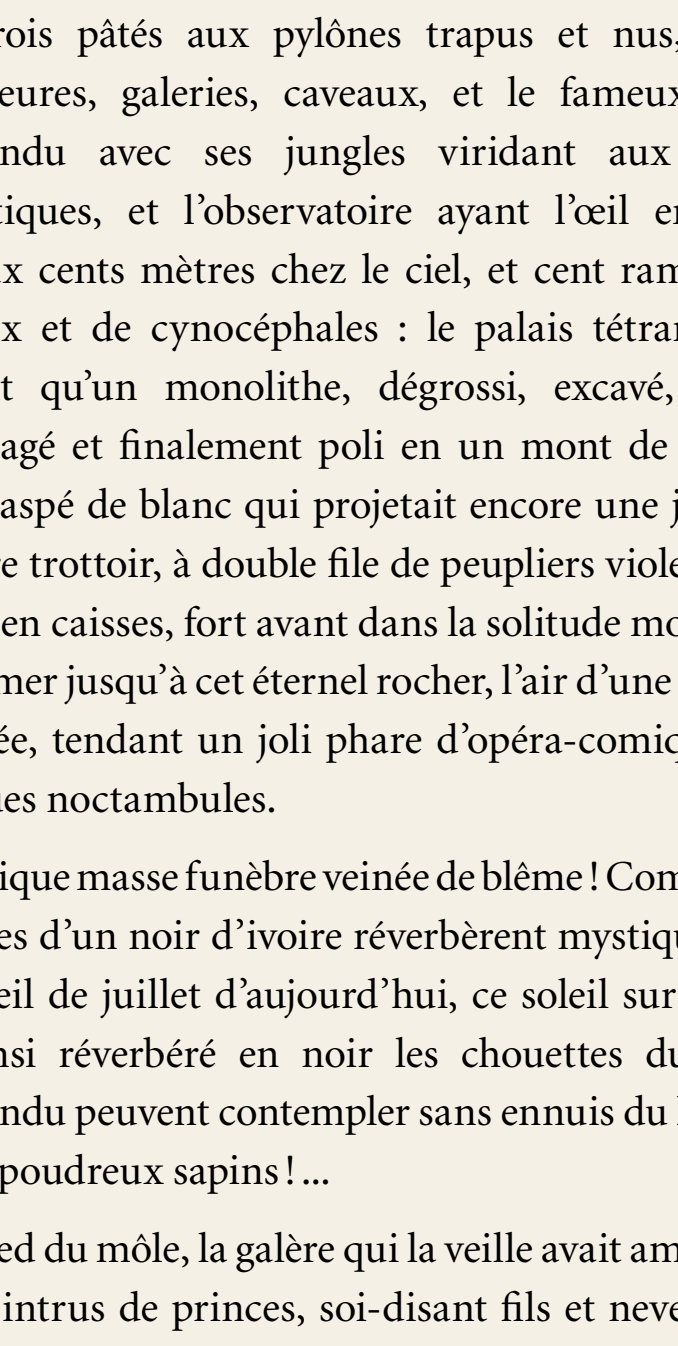 rois pâtés aux pylônes trapus et nus,
eures, galeries, caveaux, et le fameux
ndu avec ses jungles viridant aux
tiques, et l’observatoire ayant l’œil en
ux cents mètres chez le ciel, et cent ram
x et de cynocéphales : le palais tétrar
t qu’un monolithe, dégrossi, excavé,
agé et finalement poli en un mont de
aspé de blanc qui projetait encore une j
re trottoir, à double file de peupliers viole
en caisses, fort avant dans la solitude mo
mer jusqu’à cet éternel rocher, l’air d’une
ée, tendant un joli phare d’opéra-comiq
ues noctambules.
ique masse funèbre veinée de blême ! Com
es d’un noir d’ivoire réverbèrent mystiqu
eil de juillet d’aujourd’hui, ce soleil sur
nsi réverbéré en noir les chouettes du
ndu peuvent contempler sans ennuis du
poudreux sapins ! …
ed du môle, la galère qui la veille avait am
intrus de princes, soi-disant fils et neve